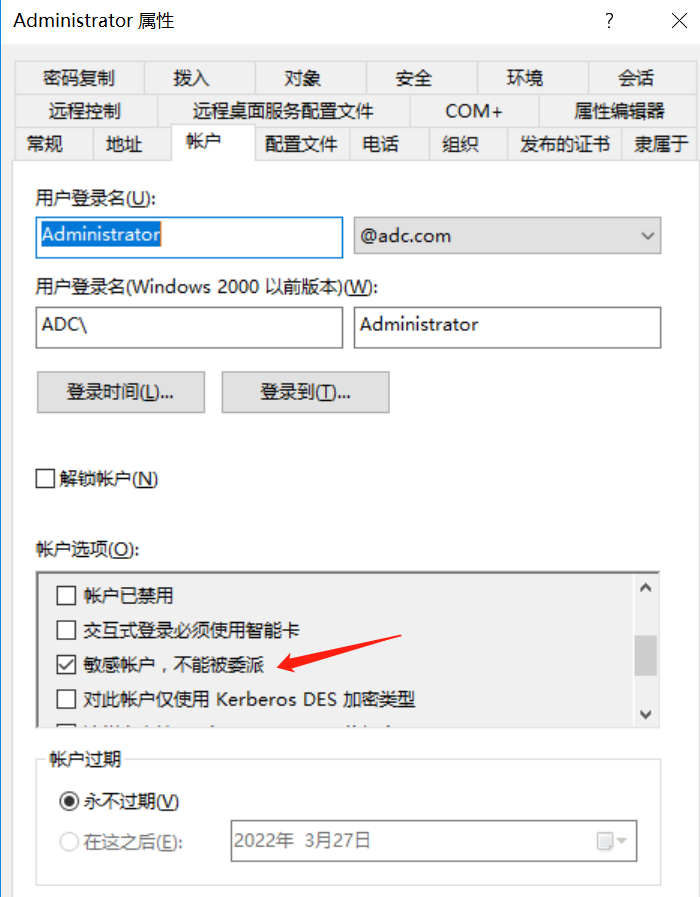 Administrator 属性
密码复制 拨入 对象 安全 环境 会话
远程控制 远程桌面服务配置文件 COM+ 属性编辑器
常规 地址 帐户 配置文件 电话 组织 发布的证书 隶属于
用户登录名(U):
Administrator @adc.com
用户登录名(Windows 2000 以前版本)(W):
ADC\ Administrator
登录时间(L)... 登录到(T)...
解锁帐户(N)
帐户选项(O):
帐户已禁用
交互式登录必须使用智能卡
敏感帐户，不能被委派
对此帐户仅使用 Kerberos DES 加密类型
帐户过期
永不过期(V)
在这之后(E): 2022年 3月27日